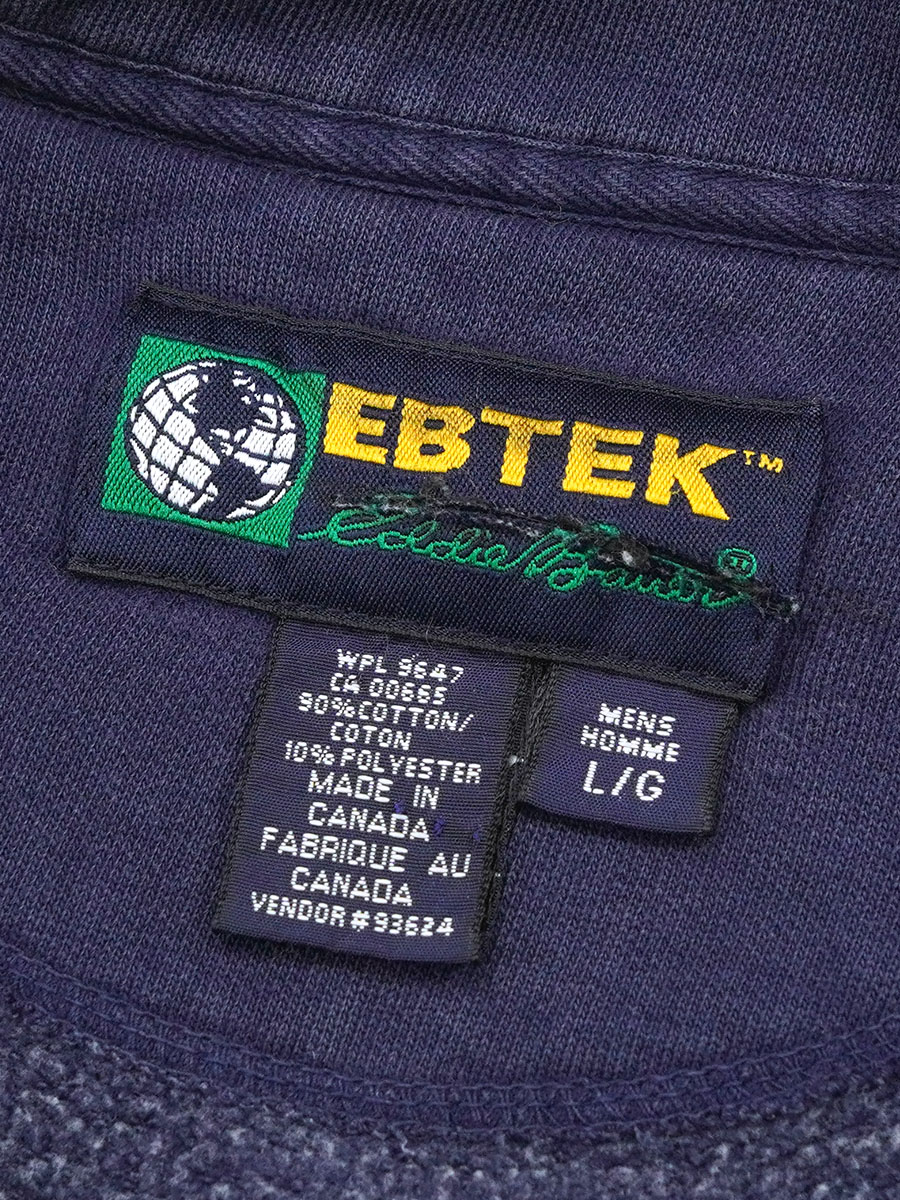 EBTEK™
Eddie Bauer®
WPL 9647
CA 00665
90% COTTON/
COTON
10% POLYESTER
MADE IN
CANADA
FABRIQUE AU
CANADA
VENDOR # 93624
MENS
HOMME
L/G